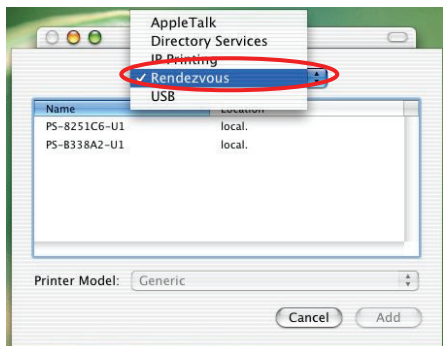 AppleTalk
Directory Services
IP Printing
✓ Rendezvous
USB
Name Location
PS-8251C6-U1 local.
PS-B338A2-U1 local.
Printer Model: Generic
Cancel Add